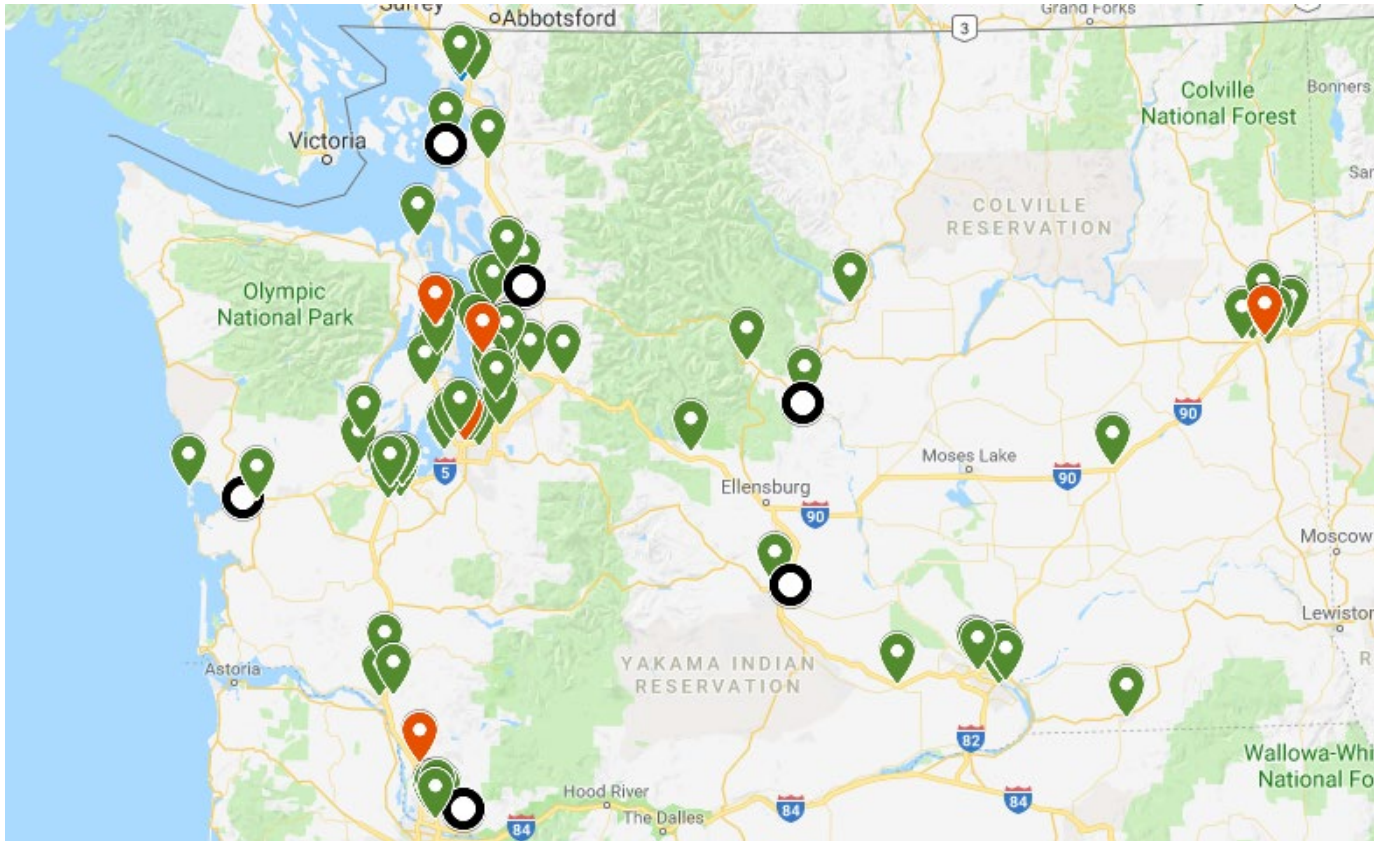 Surrey
Abbotsford
Grand Forks
3
Colville
National Forest
Bonners
Victoria
COLVILLE
RESERVATION
Olympic
National Park
90
5
Moses Lake
90
Ellensburg
90
Moscow
Lewiston
YAKAMA INDIAN
RESERVATION
Astoria
82
Wallowa-Whi
National Fo
Hood River
84
84
The Dalles
84